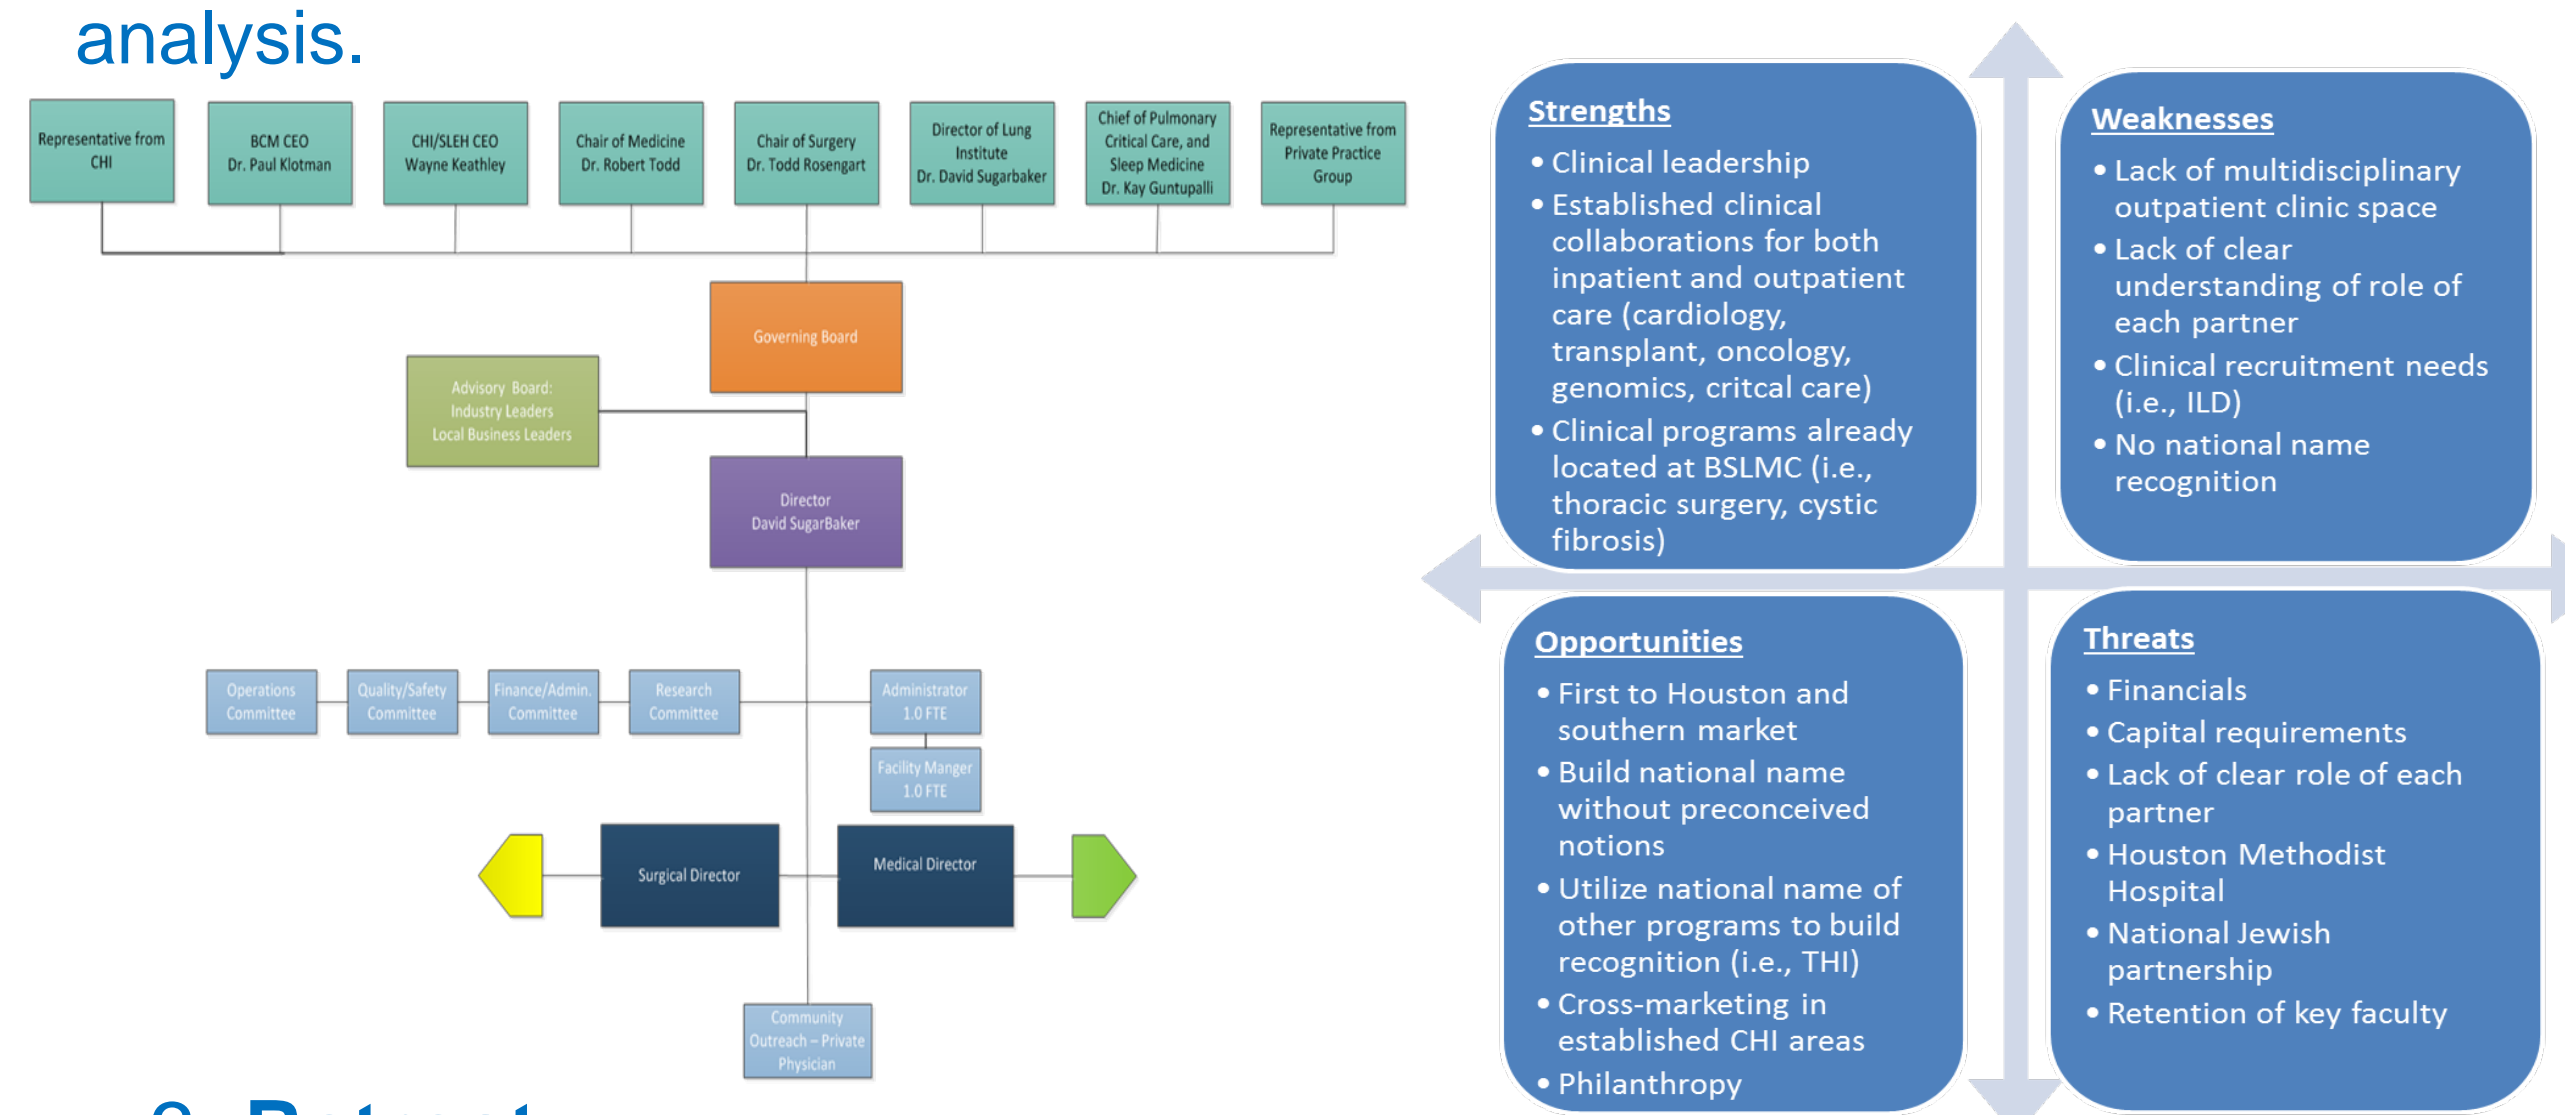 analysis.
Representative from
CHI
BCM CEO
Dr. Paul Klotman
CHI/SLEH CEO
Wayne Keathley
Chair of Medicine
Dr. Robert Todd
Chair of Surgery
Dr. Todd Rosengart
Director of Lung
Institute
Dr. David Sugarbaker
Chief of Pulmonary
Critical Care, and
Sleep Medicine
Dr. Kay Guntupalli
Representative from
Private Practice
Group
Governing Board
Advisory Board:
Industry Leaders
Local Business Leaders
Director
David SugarBaker
Operations
Committee
Quality/Safety
Committee
Finance/Admin.
Committee
Research
Committee
Administrator
1.0 FTE
Facility Manger
1.0 FTE
Surgical Director
Medical Director
Community
Outreach – Private
Physician
Strengths
• Clinical leadership
• Established clinical
collaborations for both
inpatient and outpatient
care (cardiology,
transplant, oncology,
genomics, critcal care)
• Clinical programs already
located at BSLMC (i.e.,
thoracic surgery, cystic
fibrosis)
Weaknesses
• Lack of multidisciplinary
outpatient clinic space
• Lack of clear
understanding of role of
each partner
• Clinical recruitment needs
(i.e., ILD)
• No national name
recognition
Opportunities
• First to Houston and
southern market
• Build national name
without preconceived
notions
• Utilize national name of
other programs to build
recognition (i.e., THI)
• Cross-marketing in
established CHI areas
• Philanthropy
Threats
• Financials
• Capital requirements
• Lack of clear role of each
partner
• Houston Methodist
Hospital
• National Jewish
partnership
• Retention of key faculty